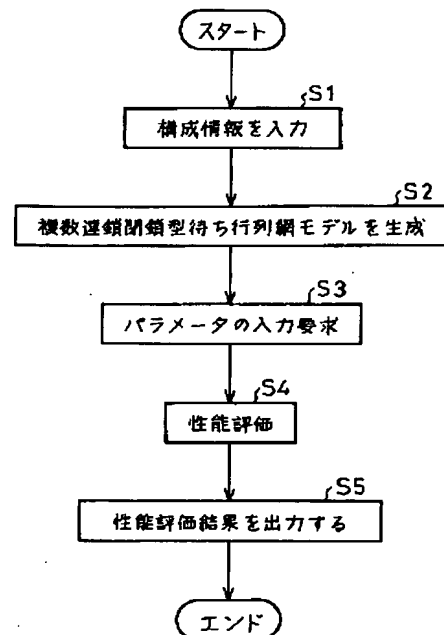 スタート
S1
構成情報を入力
S2
複数連鎖閉鎖型待ち行列網モデルを生成
S3
パラメータの入力要求
S4
性能評価
S5
性能評価結果を出力する
エンド